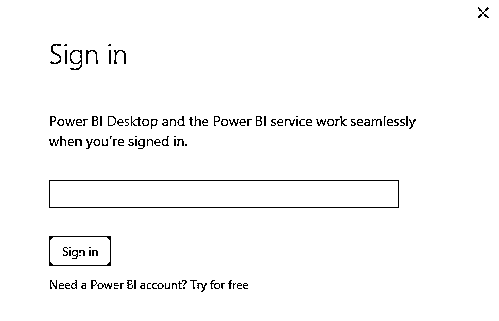 Sign in
Power BI Desktop and the Power BI service work seamlessly
when you're signed in.
Sign in
Need a Power BI account? Try for free